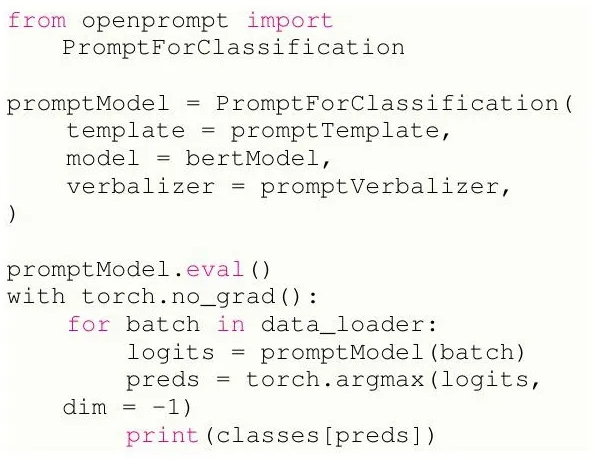 from openprompt import
    PromptForClassification

promptModel = PromptForClassification(
    template = promptTemplate,
    model = bertModel,
    verbalizer = promptVerbalizer,
)

promptModel.eval()
with torch.no_grad():
    for batch in data_loader:
        logits = promptModel(batch)
        preds = torch.argmax(logits,
    dim = -1)
        print(classes[preds])